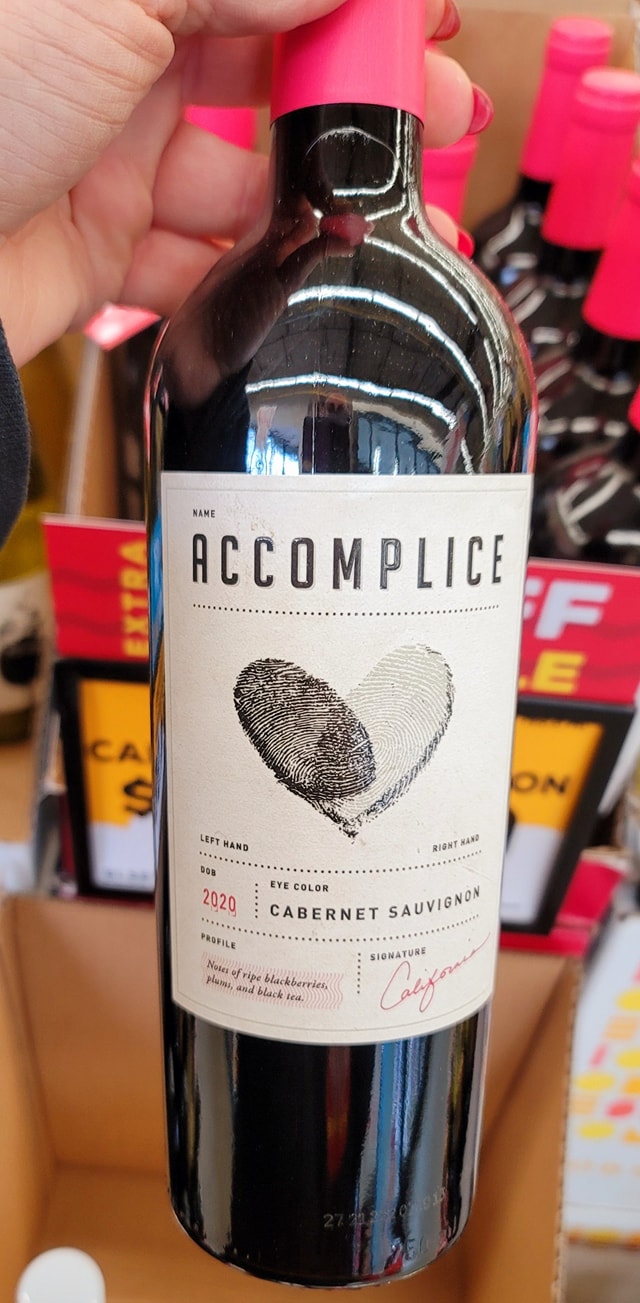 NAME
ACCOMPLICE
LEFT HAND
RIGHT HAND
DOB
2020
EYE COLOR
CABERNET SAUVIGNON
PROFILE
Notes of ripe blackberries,
plums, and black tea.
SIGNATURE
California
EXTRA